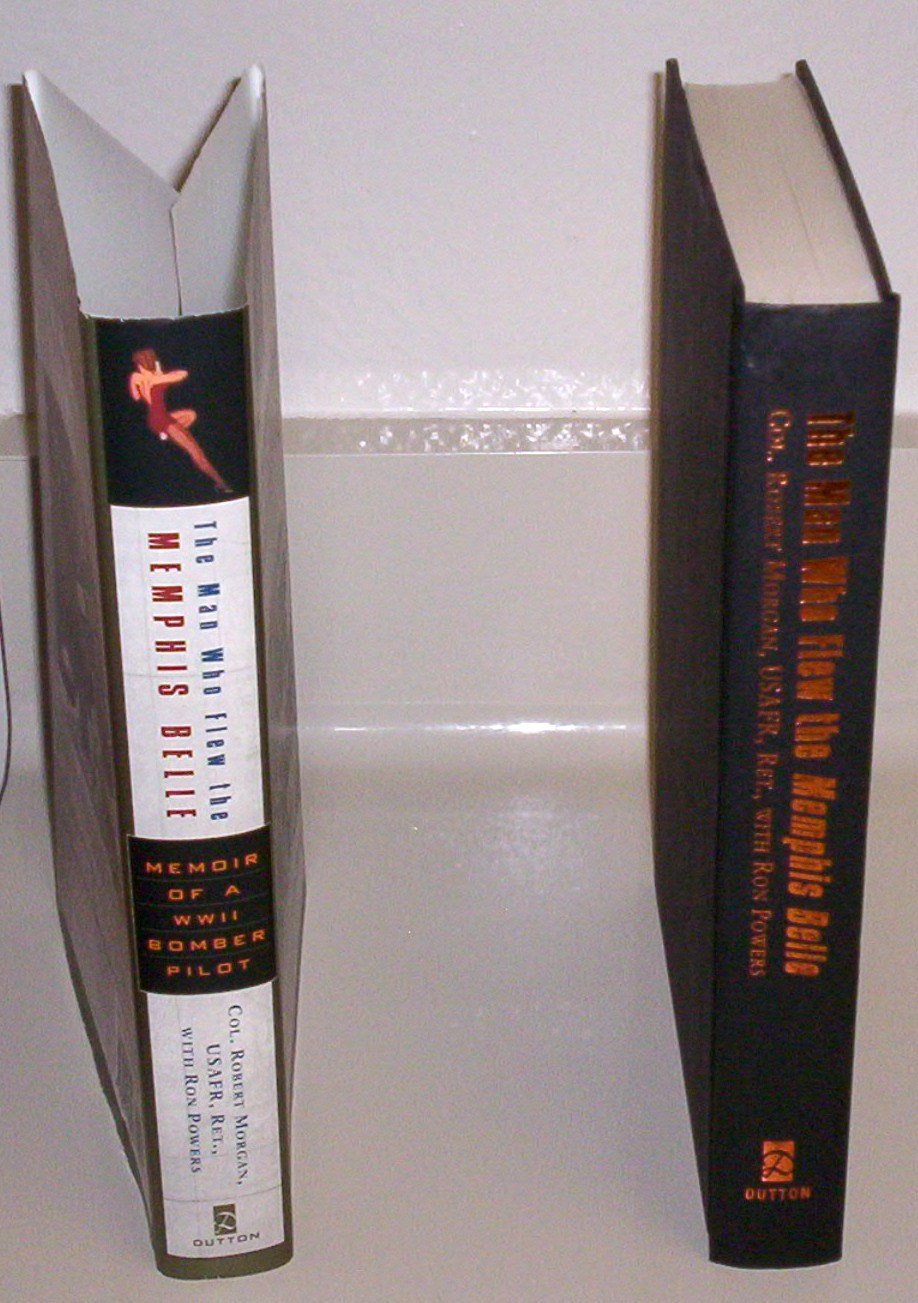 The Man Who Flew the
MEMPHIS BELLE
MEMOIR
OF A
WWII
BOMBER
PILOT
COL. ROBERT MORGAN,
USAFR, RET.,
WITH RON POWERS
DUTTON
The Man Who Flew the Memphis Belle
COL. ROBERT MORGAN, USAFR, RET., WITH RON POWERS
DUTTON